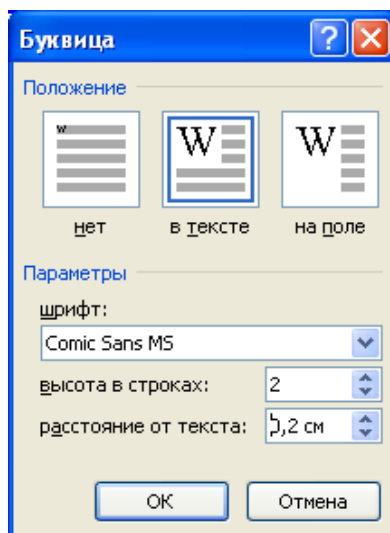 Буквица
Положение
W W W
нет в тексте на поле
Параметры
шрифт:
Comic Sans MS
высота в строках: 2
расстояние от текста: ,2 см
ОК Отмена